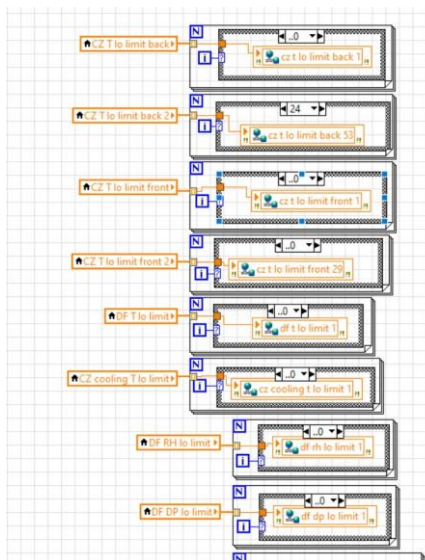 N
..0
CZ T lo limit back
cz t lo limit back 1
i
N
24
CZ T lo limit back 2
cz t lo limit back 53
i
N
..0
CZ T lo limit front
cz t lo limit front 1
i
N
..0
CZ T lo limit front 2
cz t lo limit front 29
i
N
..0
DF T lo limit
df t lo limit 1
i
N
..0
CZ cooling T lo limit
cz cooling t lo limit 1
i
N
..0
DF RH lo limit
df rh lo limit 1
i
N
..0
DF DP lo limit
df dp lo limit 1
i
N